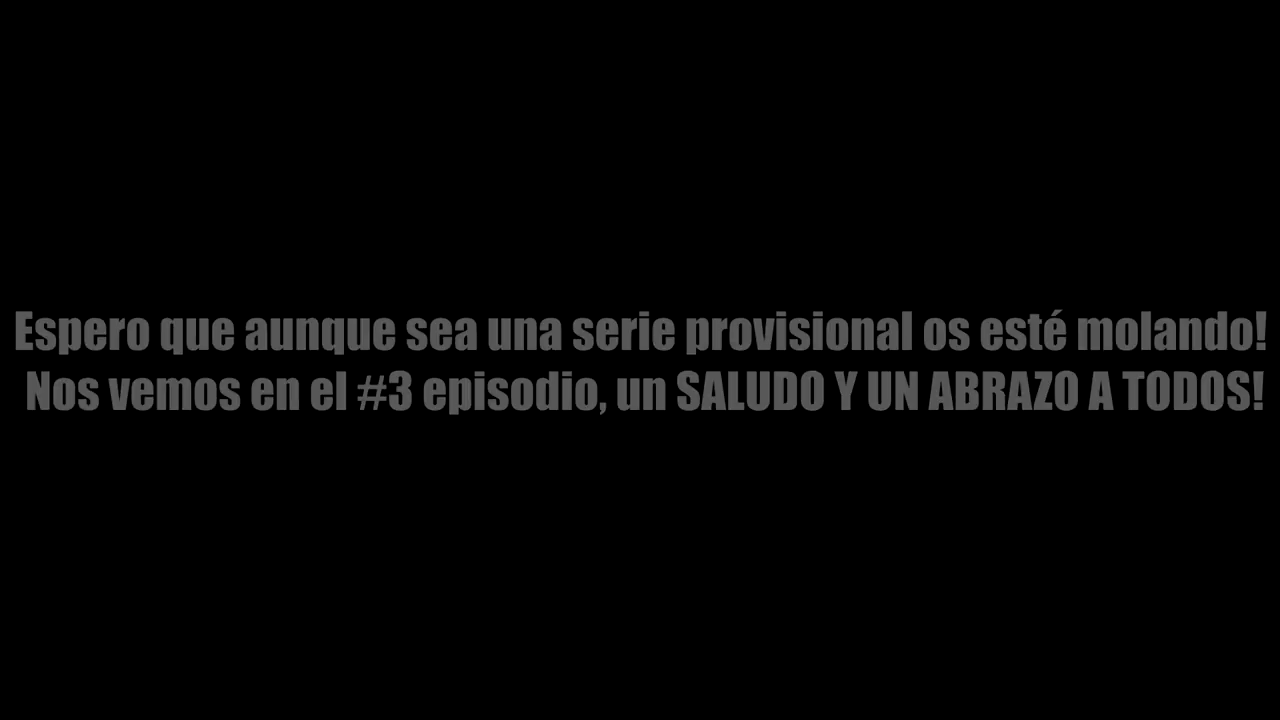 Espero que aunque sea una serie provisional os esté molando!
Nos vemos en el #3 episodio, un SALUDO Y UN ABRAZO A TODOS!